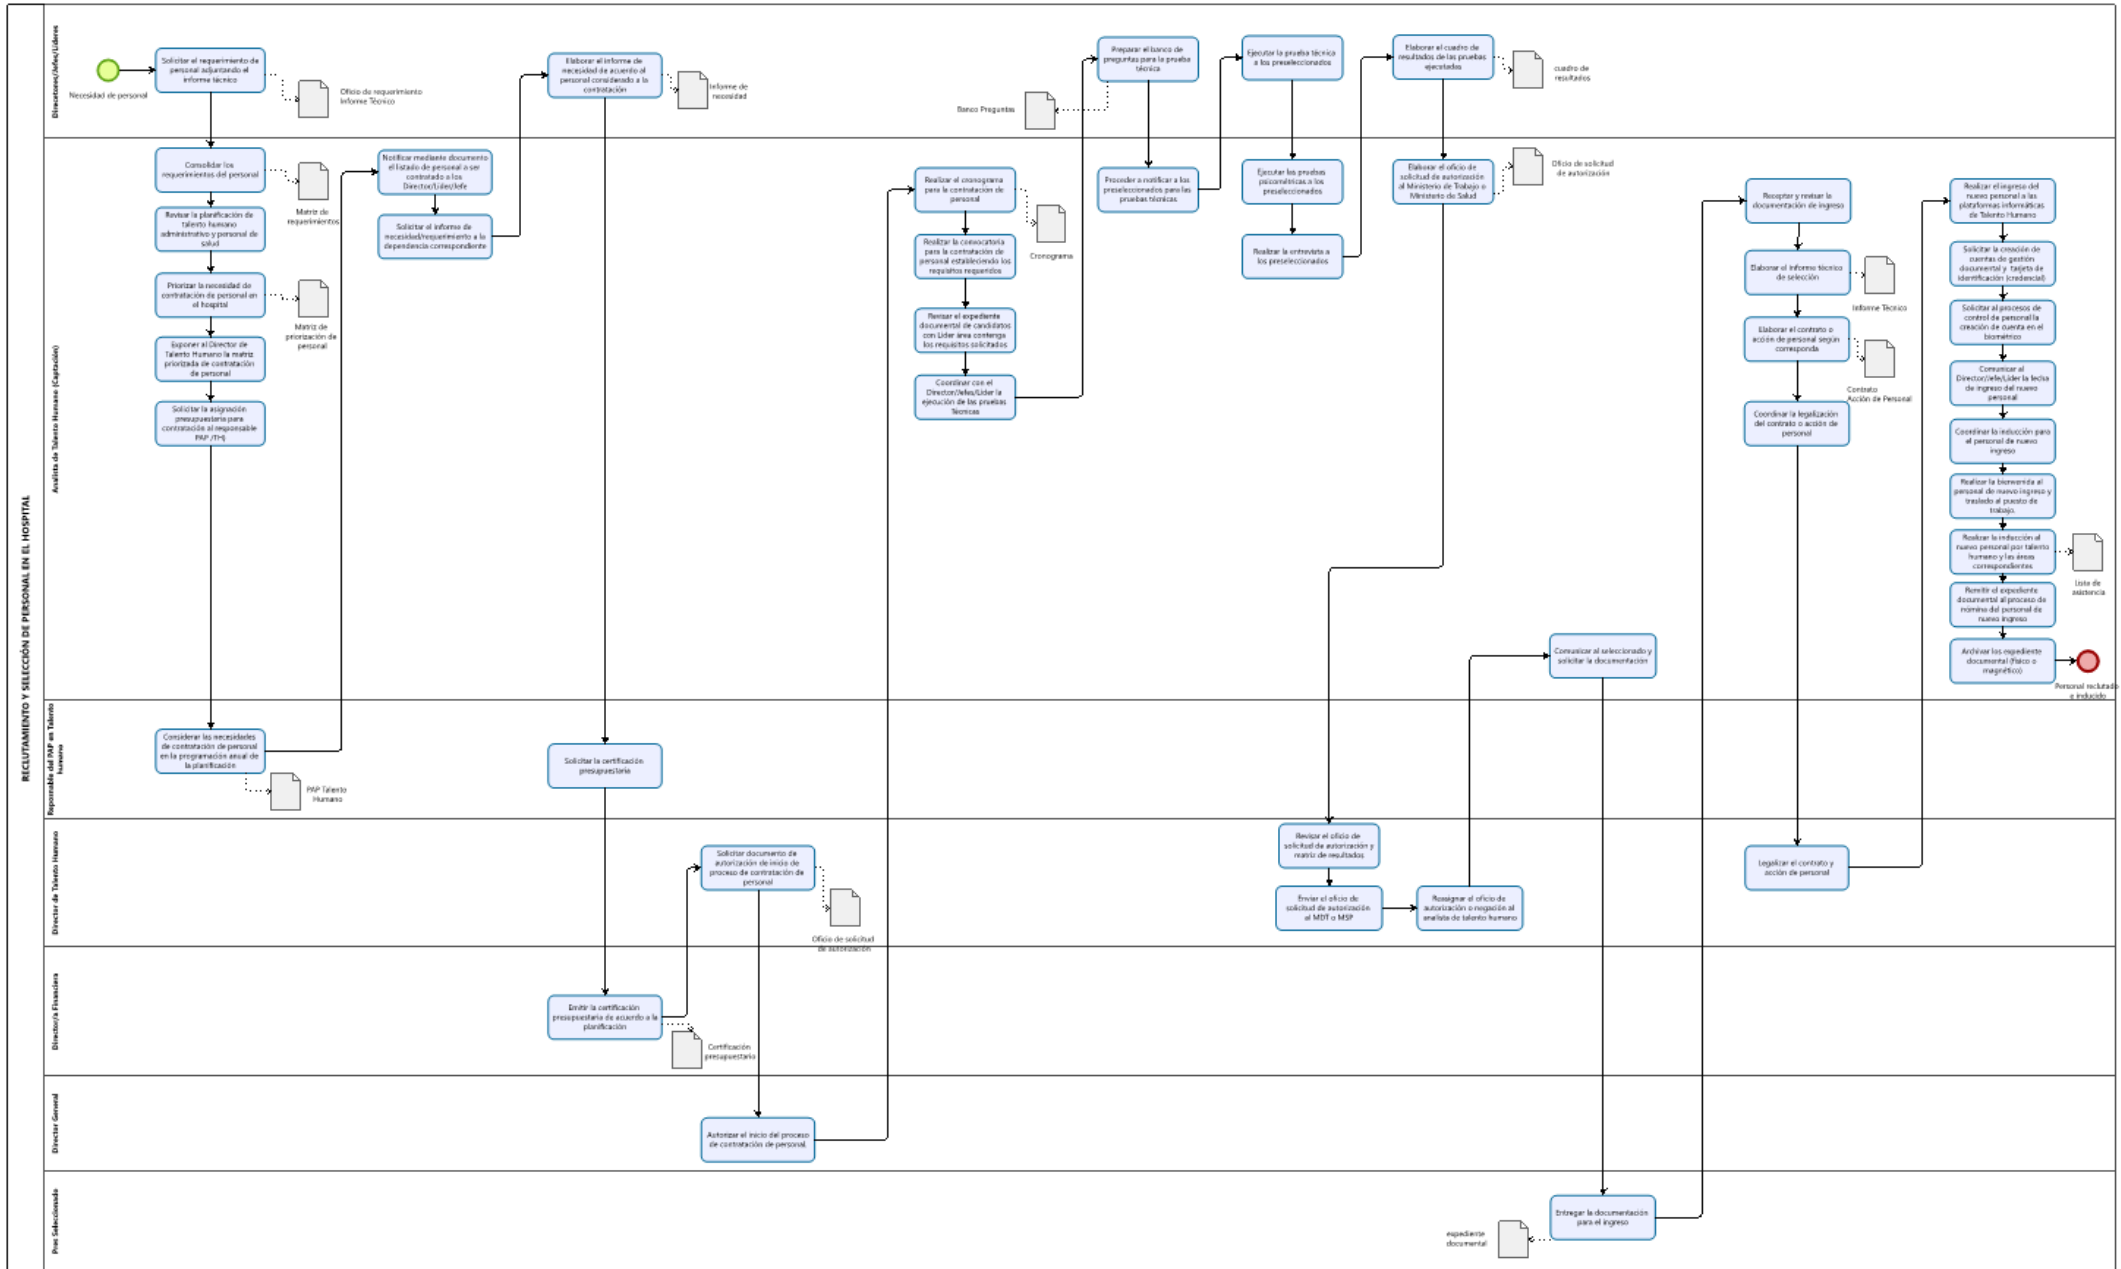 RECLUTAMIENTO Y SELECCIÓN DE PERSONAL EN EL HOSPITAL
Necesidad de personal
Solicitar el requerimiento de
personal adjuntando el
informe técnico
Oficio de requerimiento
Informe Técnico
Elaborar el informe de
necesidad de acuerdo al
personal considerado a la
contratación
Informe de
necesidad
Preparar el banco de
preguntas para la prueba
técnica
Banco Preguntas
Ejecutar la prueba técnica
a los preseleccionados
Elaborar el cuadro de
resultados de las pruebas
ejecutadas
cuadro de
resultados
Analista de Talento Humano (Captación)
Consolidar los
requerimientos del personal
Matriz de
requerimientos
Revisar la planificación de
talento humano
administrativo y personal de
salud
Priorizar la necesidad de
contratación de personal en
el hospital
Matriz de
priorización de
personal
Exponer al Director de
Talento Humano la matriz
priorizada de contratación
de personal
Solicitar la asignación
presupuestaria para
contratación al responsable
PAP /THJ
Notificar mediante documento
el listado de personal a ser
contratado a los
Director/Líder/Jefe
Solicitar el informe de
necesidad/requerimiento a la
dependencia correspondiente
Realizar el cronograma
para la contratación de
personal
Cronograma
Realizar la convocatoria
para la contratación de
personal estableciendo los
requisitos requeridos
Revisar el expediente
documental de candidatos
con Líder área contenga
los requisitos solicitados
Coordinar con el
Director/Jefes/Líder la
ejecución de las pruebas
Técnicas
Proceder a notificar a los
preseleccionados para las
pruebas técnicas
Ejecutar las pruebas
psicométricas a los
preseleccionados
Realizar la entrevista a
los preseleccionados
Elaborar el oficio de
solicitud de autorización
al Ministerio de Trabajo o
Ministerio de Salud
Oficio de solicitud
de autorización
Comunicar al seleccionado y
solicitar la documentación
Receptar y revisar la
documentación de ingreso
Elaborar el informe técnico
de selección
Informe Técnico
Elaborar el contrato o
acción de personal según
corresponda
Contrato
Acción de Personal
Coordinar la legalización
del contrato o acción de
personal
Realizar el ingreso del
nuevo personal a las
plataformas informáticas
de Talento Humano
Solicitar la creación de
cuentas de gestión
documental y tarjeta de
identificación (credencial)
Solicitar al procesos de
control de personal la
creación de cuenta en el
biométrico
Comunicar al
Director/Jefe/Líder la fecha
de ingreso del nuevo
personal
Coordinar la inducción para
el personal de nuevo
ingreso
Realizar la bienvenida al
personal de nuevo ingreso y
traslado al puesto de
trabajo.
Realizar la inducción al
nuevo personal por talento
humano y las áreas
correspondientes
Lista de
asistencia
Remitir el expediente
documental al proceso de
nómina del personal de
nuevo ingreso
Archivar los expediente
documental (físico o
magnético)
Personal reclutado
e inducido
Considerar las necesidades
de contratación de personal
en la programación anual de
la planificación
PAP Talento
Humano
Solicitar la certificación
presupuestaria
Director de Talento Humano
Solicitar documento de
autorización de inicio de
proceso de contratación de
personal
Oficio de solicitud
de autorización
Revisar el oficio de
solicitud de autorización y
matriz de resultados
Enviar el oficio de
solicitud de autorización
al MDT o MSP
Reasignar el oficio de
autorización o negación al
analista de talento humano
Legalizar el contrato y
acción de personal
Director/a Financiera
Emitir la certificación
presupuestaria de acuerdo a la
planificación
Certificación
presupuestaria
Director General
Autorizar el inicio del proceso
de contratación de personal.
Pres Seleccionado
Entregar la documentación
para el ingreso
expediente
documental